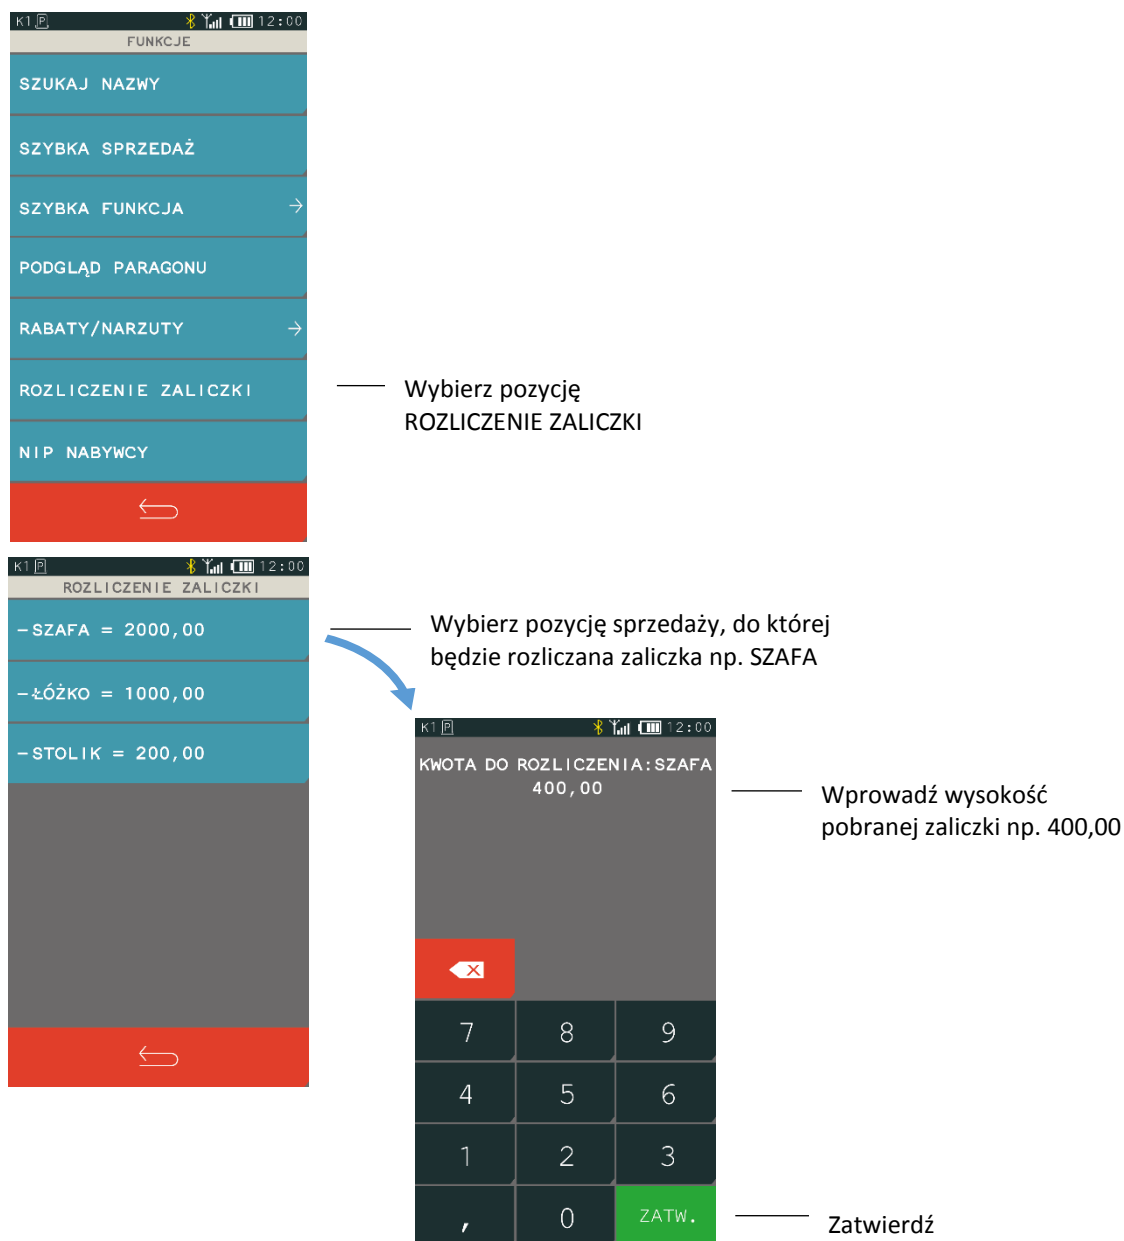 K1 P 12:00
FUNKCJE
SZUKAJ NAZWY
SZYBKA SPRZEDAŻ
SZYBKA FUNKCJA →
PODGLĄD PARAGONU
RABATY/NARZUTY →
ROZLICZENIE ZALICZKI
NIP NABYWCY
Wybierz pozycję
ROZLICZENIE ZALICZKI
K1 P 12:00
ROZLICZENIE ZALICZKI
-SZAFA = 2000,00
-ŁÓŻKO = 1000,00
-STOLIK = 200,00
Wybierz pozycję sprzedaży, do której
będzie rozliczana zaliczka np. SZAFA
K1 P 12:00
KWOTA DO ROZLICZENIA:SZAFA
400,00
Wprowadź wysokość
pobranej zaliczki np. 400,00
7 8 9
4 5 6
1 2 3
, 0 ZATW.
Zatwierdź